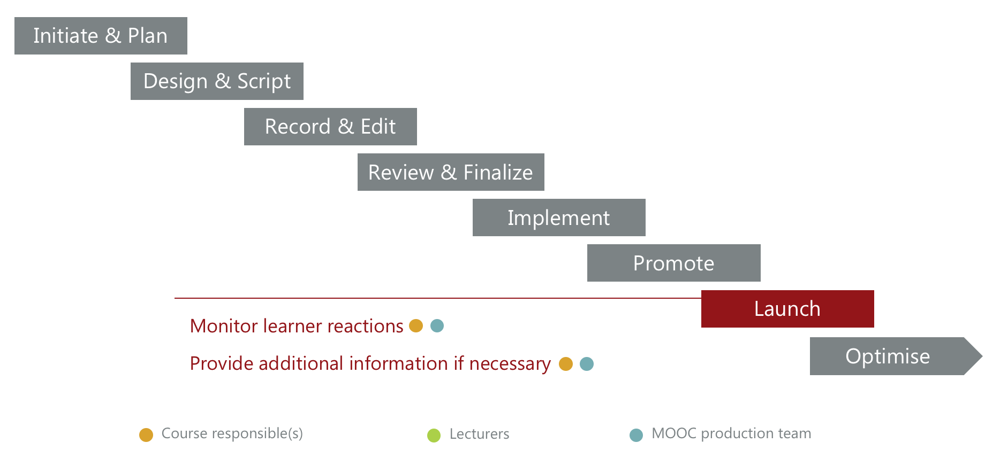 Initiate & Plan
Design & Script
Record & Edit
Review & Finalize
Implement
Promote
Launch
Monitor learner reactions
Optimise
Provide additional information if necessary
Course responsible(s)
Lecturers
MOOC production team